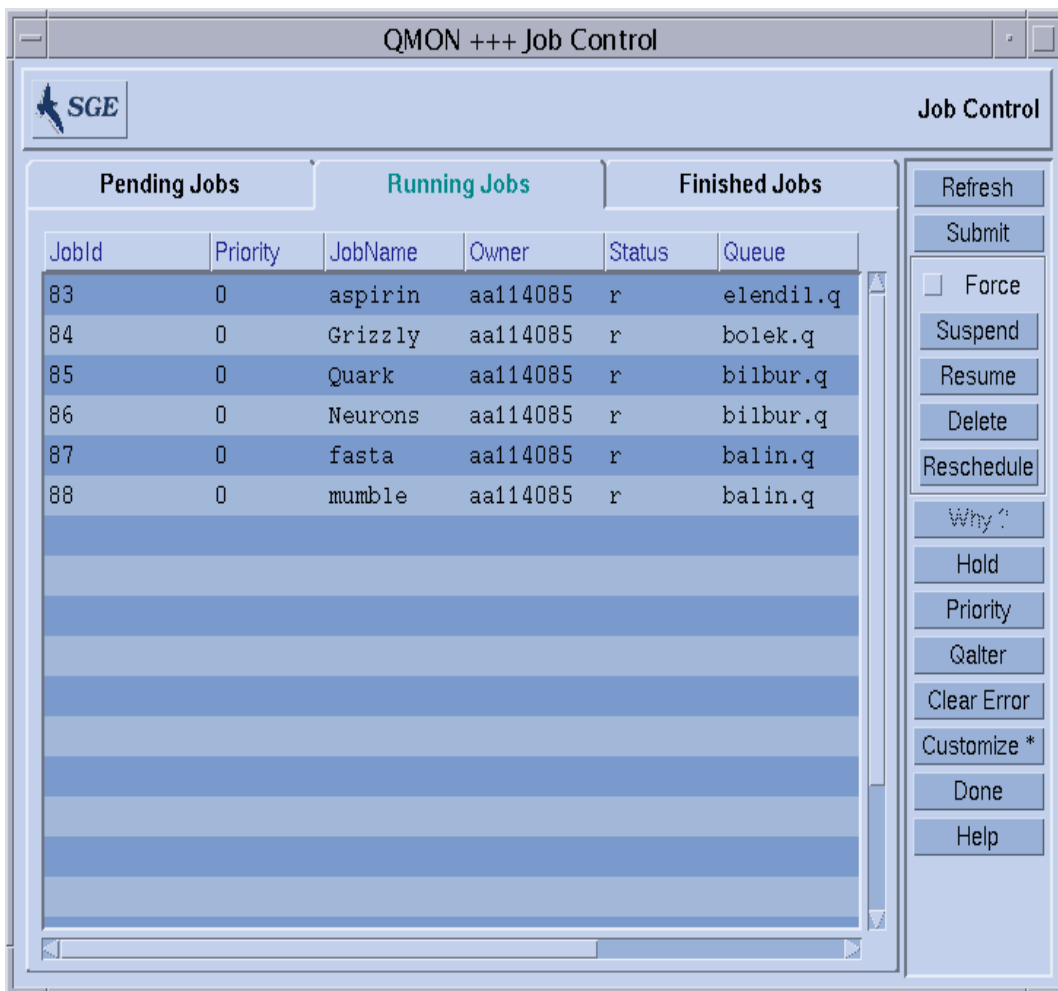 QMON +++ Job Control
SGE
Job Control
Pending Jobs Running Jobs Finished Jobs
JobId Priority JobName Owner Status Queue
83 0 aspirin aa114085 r elendil.q
84 0 Grizzly aa114085 r bolek.q
85 0 Quark aa114085 r bilbur.q
86 0 Neurons aa114085 r bilbur.q
87 0 fasta aa114085 r balin.q
88 0 mumble aa114085 r balin.q
Refresh
Submit
Force
Suspend
Resume
Delete
Reschedule
Why ?
Hold
Priority
Qalter
Clear Error
Customize *
Done
Help